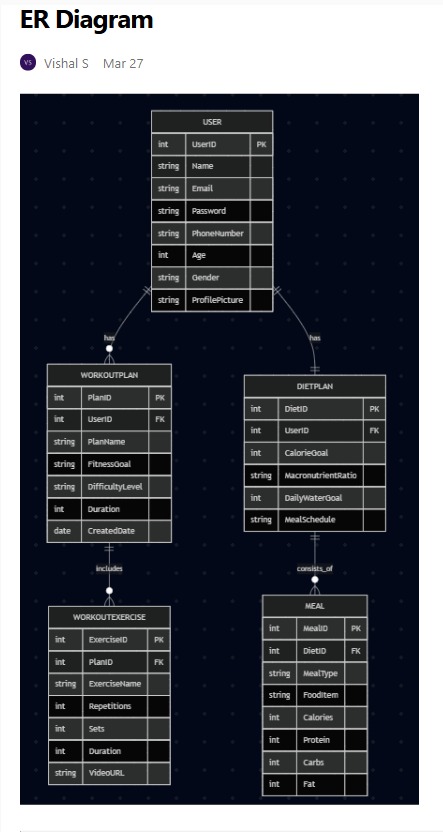 ER Diagram
VS Vishal S Mar 27
USER
int UserID PK
string Name
string Email
string Password
string PhoneNumber
int Age
string Gender
string ProfilePicture
has
has
WORKOUTPLAN
int PlanID PK
int UserID FK
string PlanName
string FitnessGoal
string DifficultyLevel
int Duration
date CreatedDate
DIETPLAN
int DietID PK
int UserID FK
int CalorieGoal
string MacronutrientRatio
int DailyWaterGoal
string MealSchedule
includes
consists_of
WORKOUTEXERCISE
int ExerciseID PK
int PlanID FK
string ExerciseName
int Repetitions
int Sets
int Duration
string VideoURL
MEAL
int MealID PK
int DietID FK
string MealType
string FoodItem
int Calories
int Protein
int Carbs
int Fat